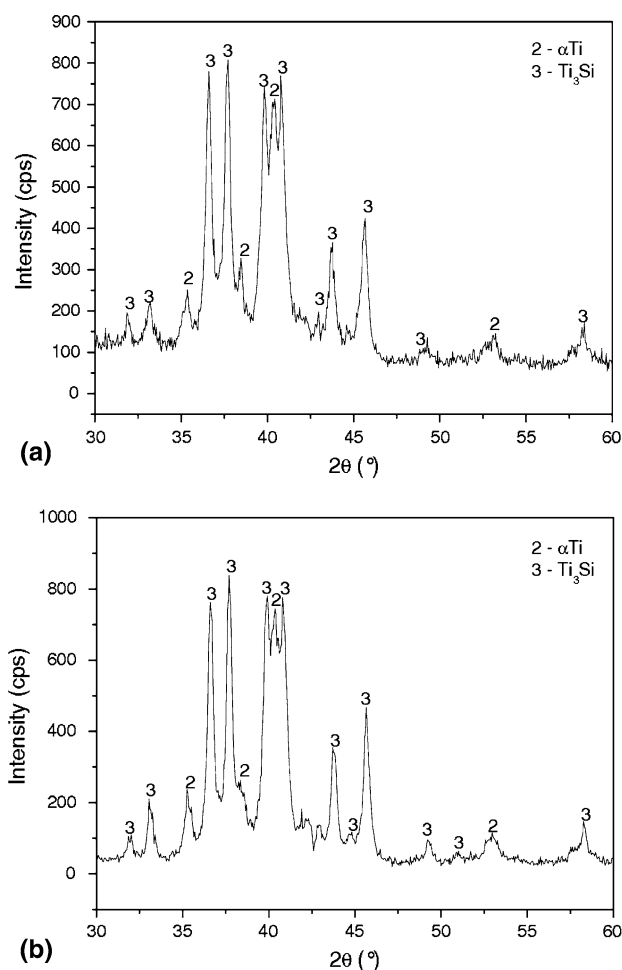 900
800
700
600
500
400
300
200
100
0
Intensity (cps)
2 - αTi
3 - Ti₃Si
3 3 2 3 3 2 3 2 3 3 3 3 3 2 3
30 35 40 45 50 55 60
2θ (°)
(a)
1000
800
600
400
200
0
Intensity (cps)
2 - αTi
3 - Ti₃Si
3 3 2 3 3 2 3 2 3 3 3 3 3 3 2 3
30 35 40 45 50 55 60
2θ (°)
(b)